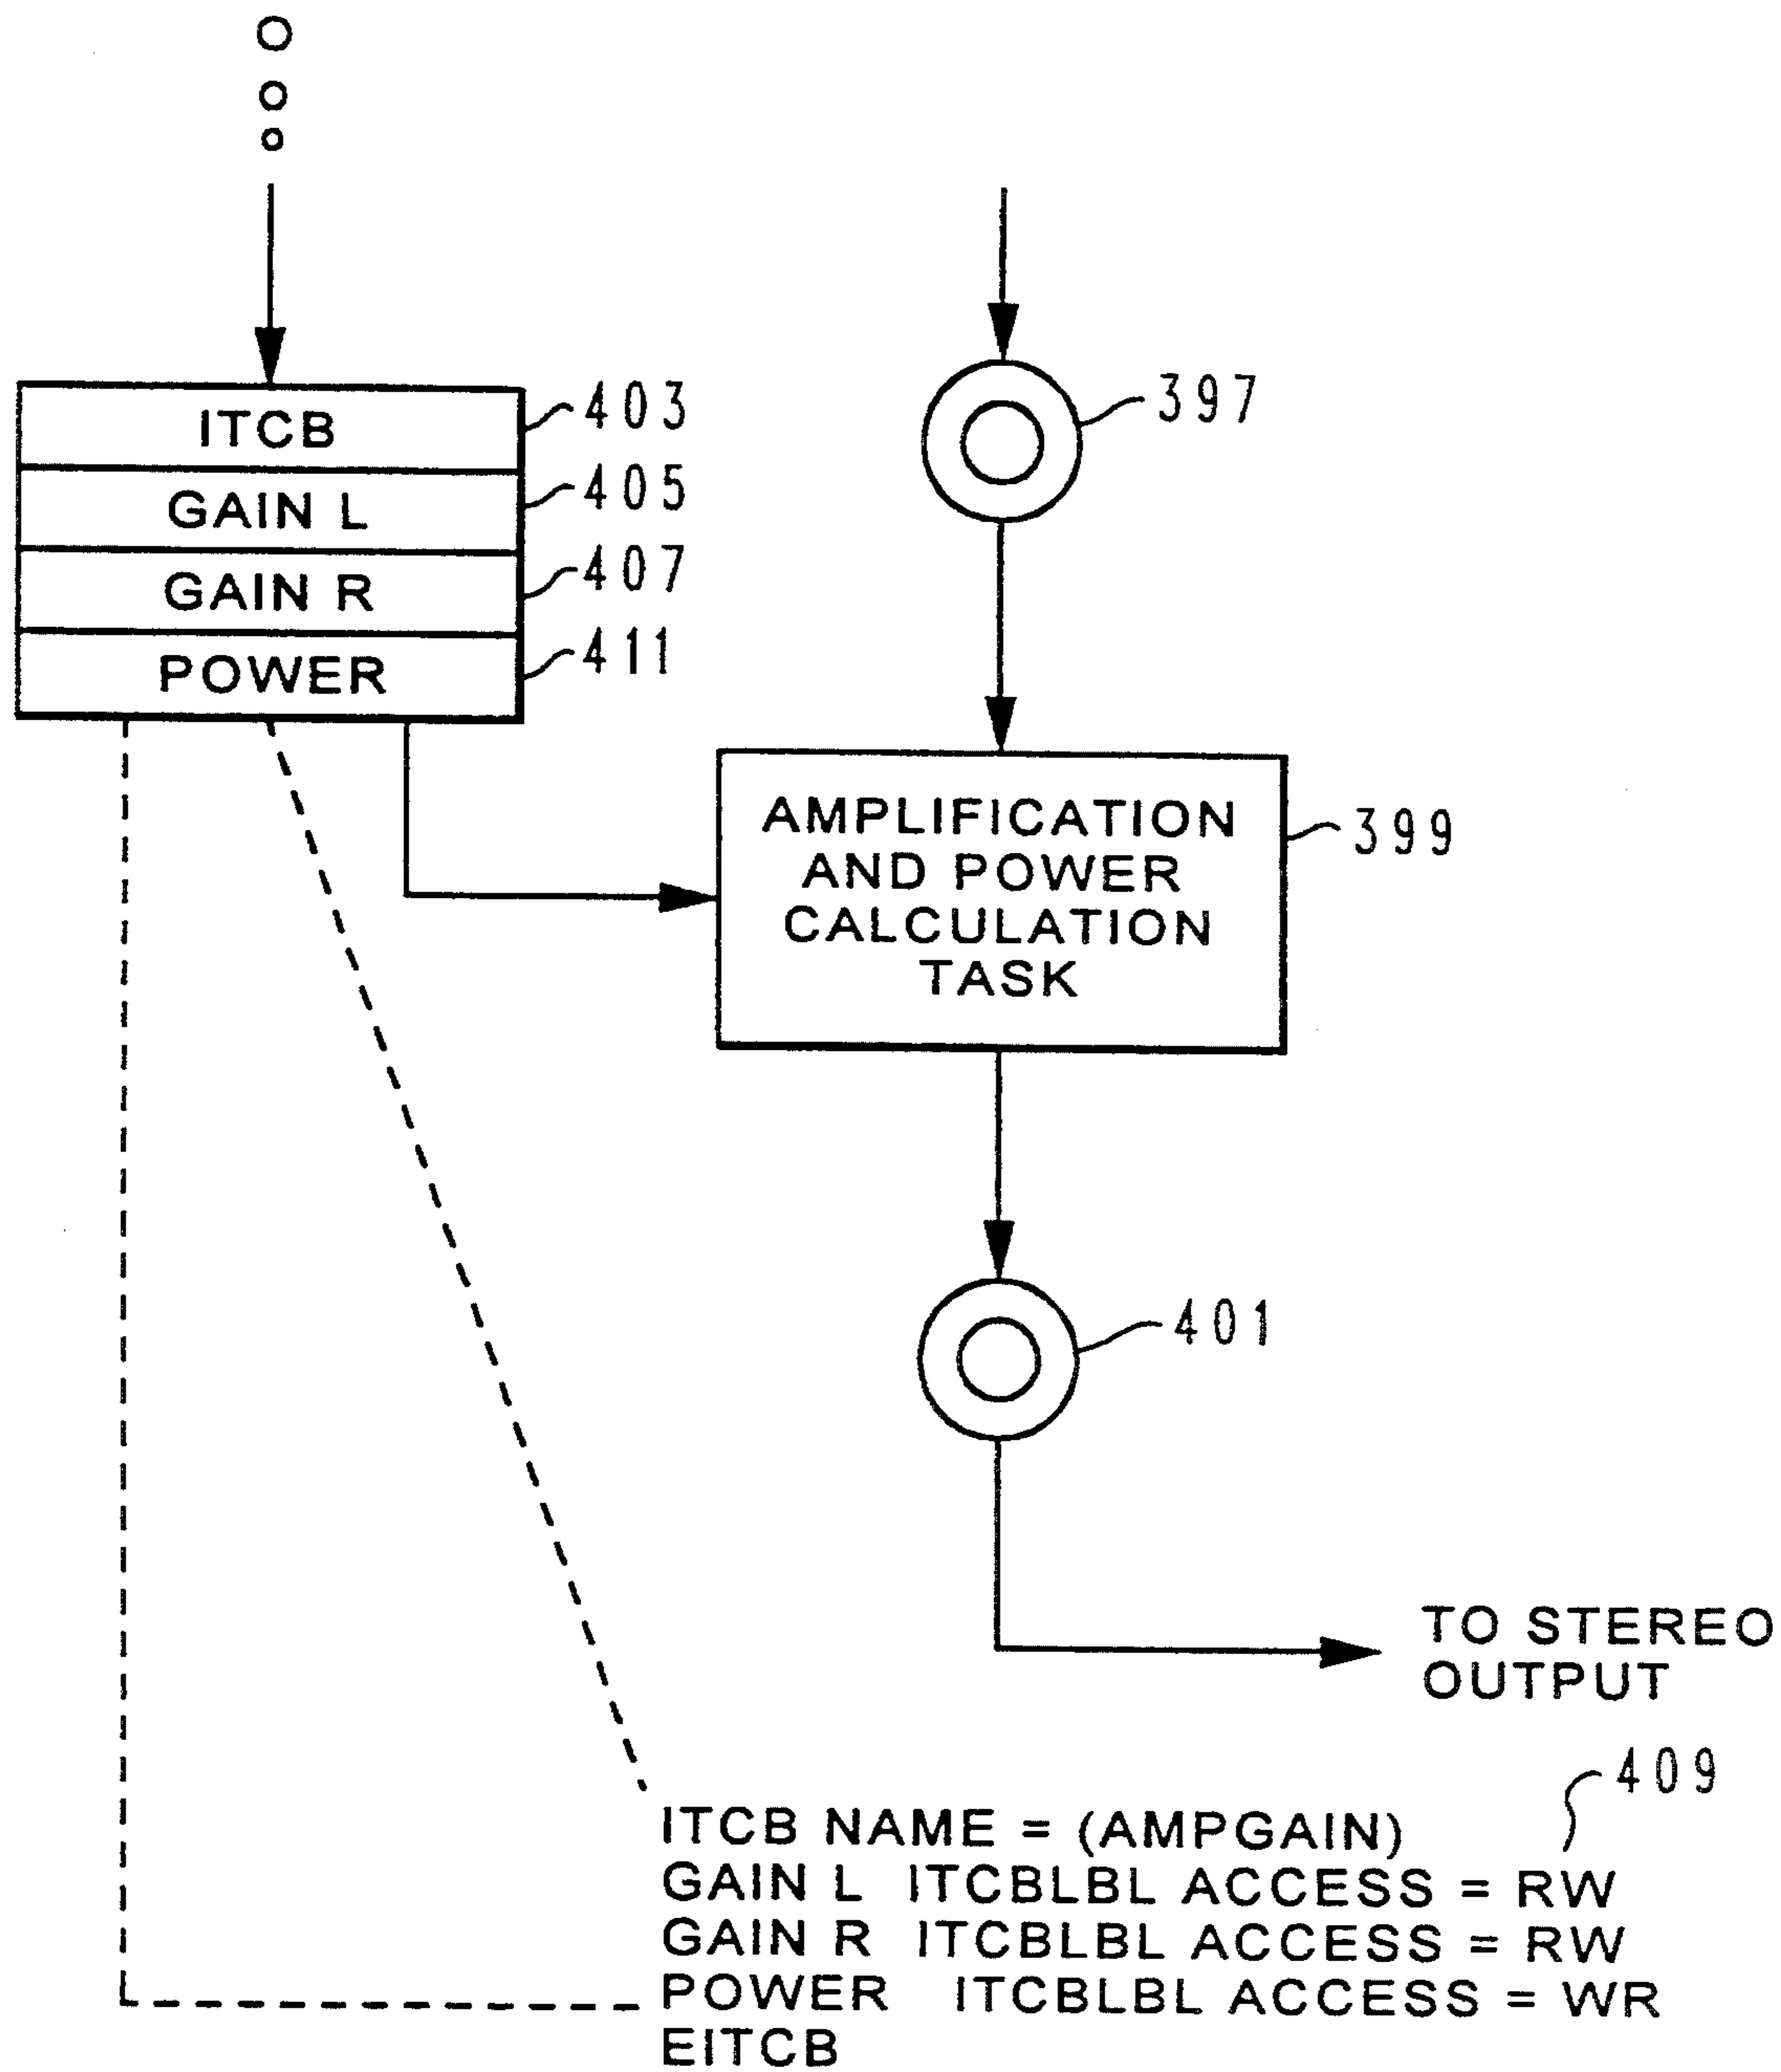 ITCB
403
GAIN L
405
GAIN R
407
POWER
411
397
AMPLIFICATION
AND POWER
CALCULATION
TASK
399
401
TO STEREO
OUTPUT
409
ITCB NAME = (AMPGAIN)
GAIN L ITCBLBL ACCESS = RW
GAIN R ITCBLBL ACCESS = RW
POWER ITCBLBL ACCESS = WR
EITCB